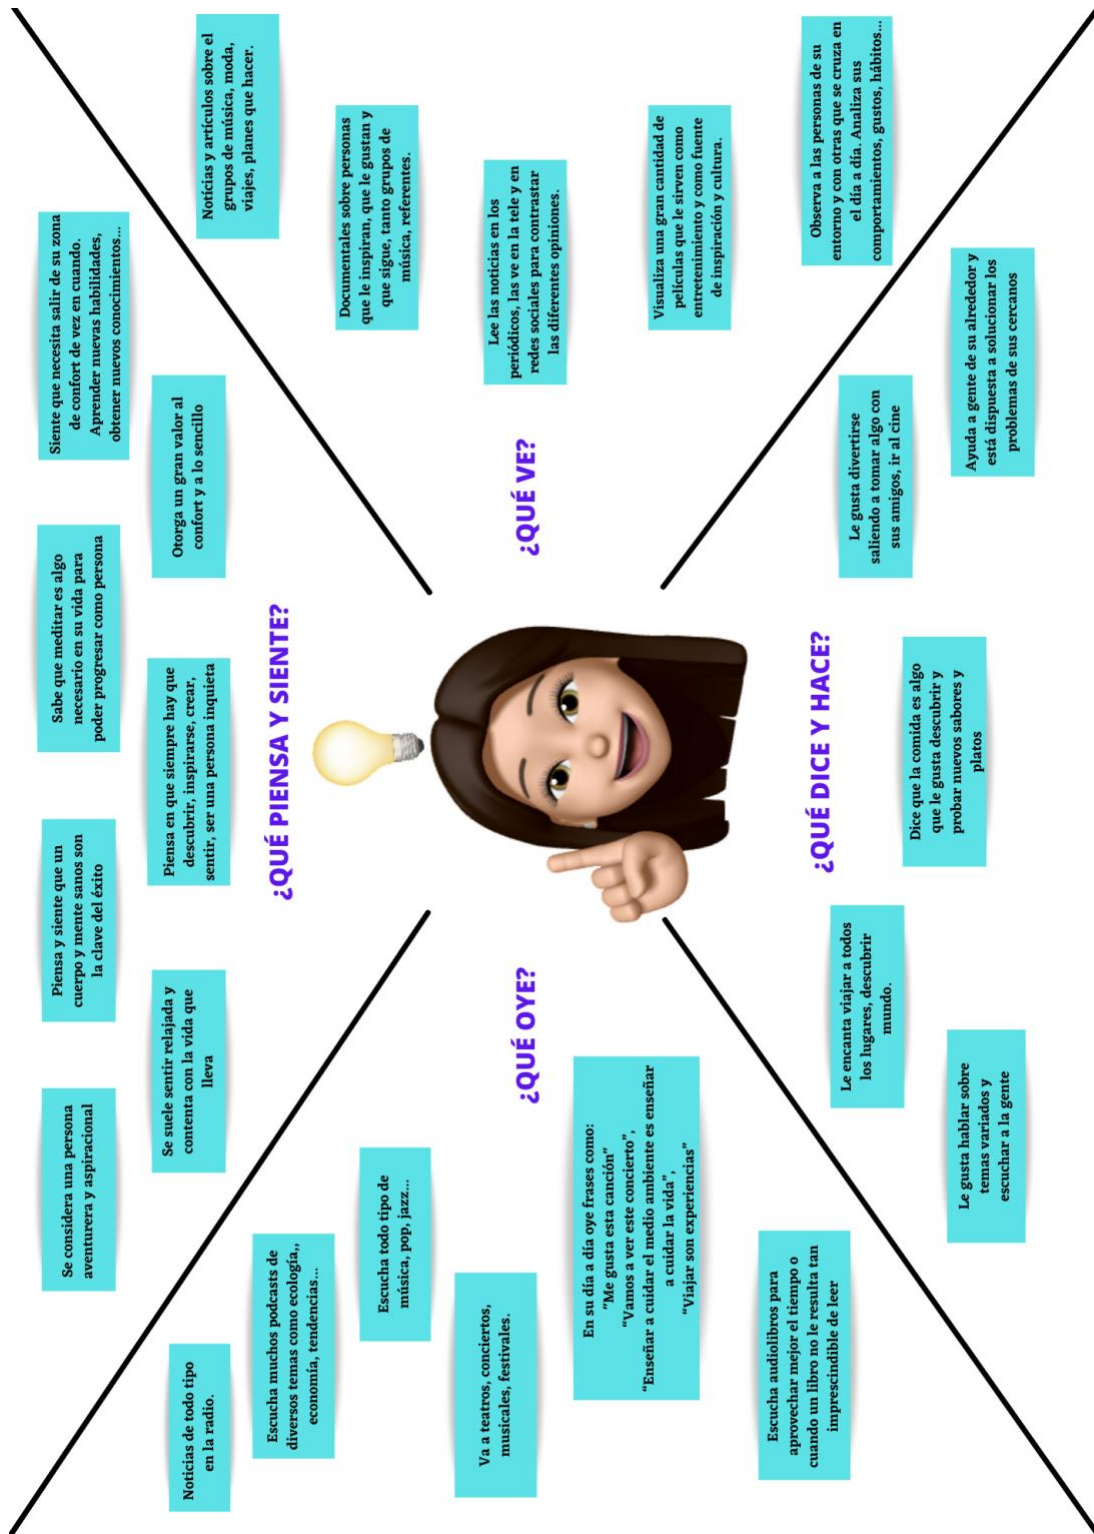 ¿QUÉ PIENSA Y SIENTE?
Se considera una persona
aventurera y aspiracional
Piensa y siente que un
cuerpo y mente sanos son
la clave del éxito
Sabe que meditar es algo
necesario en su vida para
poder progresar como persona
Siente que necesita salir de su zona
de confort de vez en cuando.
Aprender nuevas habilidades,
obtener nuevos conocimientos...
Se suele sentir relajada y
contenta con la vida que
lleva
Piensa en que siempre hay que
descubrir, inspirarse, crear,
sentir, ser una persona inquieta
Otorga un gran valor al
confort y a lo sencillo
¿QUÉ OYE?
Noticias de todo tipo
en la radio.
Escucha muchos podcasts de
diversos temas como ecología,,
economía, tendencias...
Escucha todo tipo de
música, pop, jazz...
Va a teatros, conciertos,
musicales, festivales.
En su día a día oye frases como:
"Me gusta esta canción"
"Vamos a ver este concierto",
"Enseñar a cuidar el medio ambiente es enseñar
a cuidar la vida",
"Viajar son experiencias"
Escucha audiolibros para
aprovechar mejor el tiempo o
cuando un libro no le resulta tan
imprescindible de leer
¿QUÉ VE?
Noticias y artículos sobre el
grupos de música, moda,
viajes, planes que hacer.
Documentales sobre personas
que le inspiran, que le gustan y
que sigue, tanto grupos de
música, referentes.
Lee las noticias en los
periódicos, las ve en la tele y en
redes sociales para contrastar
las diferentes opiniones.
Visualiza una gran cantidad de
películas que le sirven como
entretenimiento y como fuente
de inspiración y cultura.
Observa a las personas de su
entorno y con otras que se cruza en
el día a día. Analiza sus
comportamientos, gustos, hábitos...
¿QUÉ DICE Y HACE?
Le encanta viajar a todos
los lugares, descubrir
mundo.
Le gusta hablar sobre
temas variados y
escuchar a la gente
Dice que la comida es algo
que le gusta descubrir y
probar nuevos sabores y
platos
Le gusta divertirse
saliendo a tomar algo con
sus amigos, ir al cine
Ayuda a gente de su alrededor y
está dispuesta a solucionar los
problemas de sus cercanos